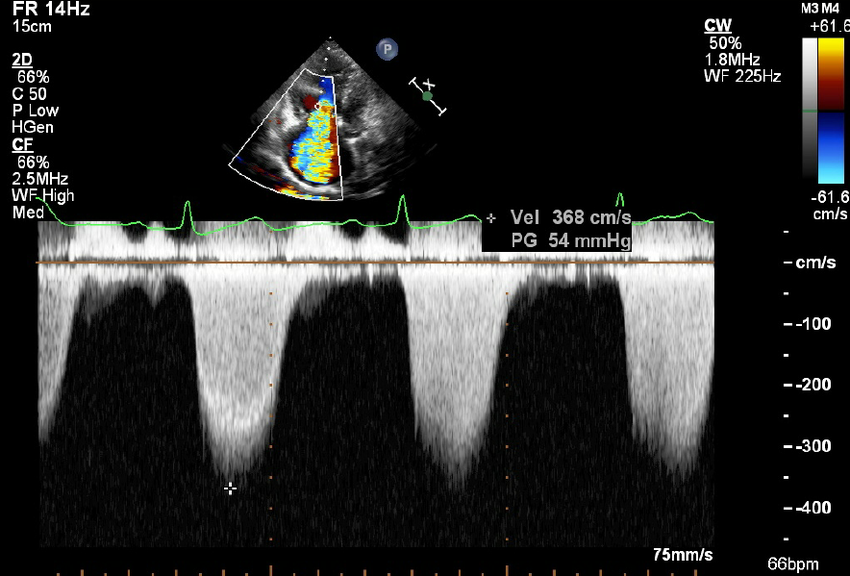 FR 14Hz
15cm
2D
66%
C 50
P Low
HGen
CF
66%
2.5MHz
WF High
Med
P
X
CW
50%
1.8MHz
WF 225Hz
M3 M4
+61.6
-61.6
cm/s
Vel 368 cm/s
PG 54 mmHg
cm/s
-100
-200
-300
-400
75mm/s
66bpm